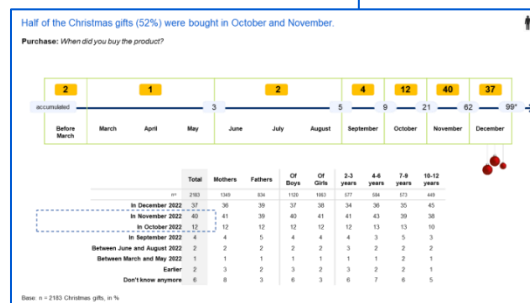 Half of the Christmas gifts (52%) were bought in October and November.
Purchase: When did you buy the product?
2 1 2 4 12 40 37
accumulated 3 5 9 21 62 99*
Before March March April May June July August September October November December
Total Mothers Fathers Of Boys Of Girls 2-3 years 4-6 years 7-9 years 10-12 years
n= 2183 1349 834 1120 1063 573 449
In December 2022 37 36 39 37 38 34 36 35 45
In November 2022 40 41 39 40 41 41 43 39 38
In October 2022 12 12 12 12 12 12 13 13 10
In September 2022 4 4 5 4 4 4 3 5 3
Between June and August 2022 2 2 2 2 2 3 2 2 2
Between March and May 2022 1 1 1 1 1 1 1 2 1
Earlier 2 3 2 3 2 3 2 2 1
Don't know anymore 6 8 3 6 3 6 7 6 5
Base: n = 2183 Christmas gifts, in %